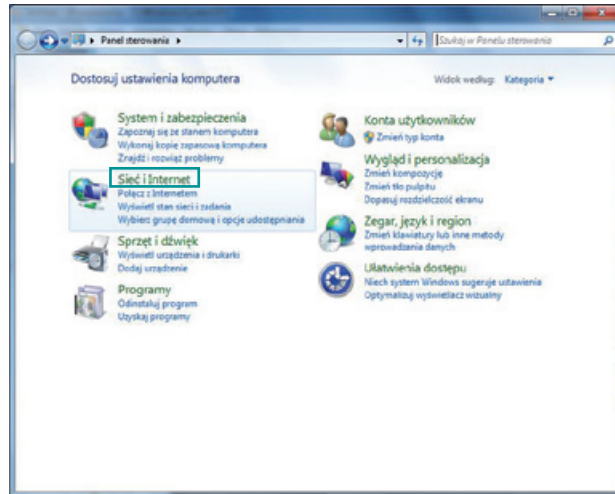 Panel sterowania
Szukaj w Panelu sterowania
Dostosuj ustawienia komputera
Widok według: Kategoria
System i zabezpieczenia
Zapoznaj się ze stanem komputera
Wykonaj kopię zapasową komputera
Znajdź i rozwiąż problemy
Sieć i Internet
Połącz z Internetem
Wyświetl stan sieci i zadania
Wybierz grupę domową i opcje udostępniania
Sprzęt i dźwięk
Wyświetl urządzenia i drukarki
Dodaj urządzenie
Programy
Odinstaluj program
Uzyskaj programy
Konta użytkowników
Zmień typ konta
Wygląd i personalizacja
Zmień kompozycję
Zmień tło pulpitu
Dopasuj rozdzielczość ekranu
Zegar, język i region
Zmień klawiatury lub inne metody
wprowadzania danych
Ułatwienia dostępu
Niech system Windows sugeruje ustawienia
Optymalizuj wyświetlacz wizualny